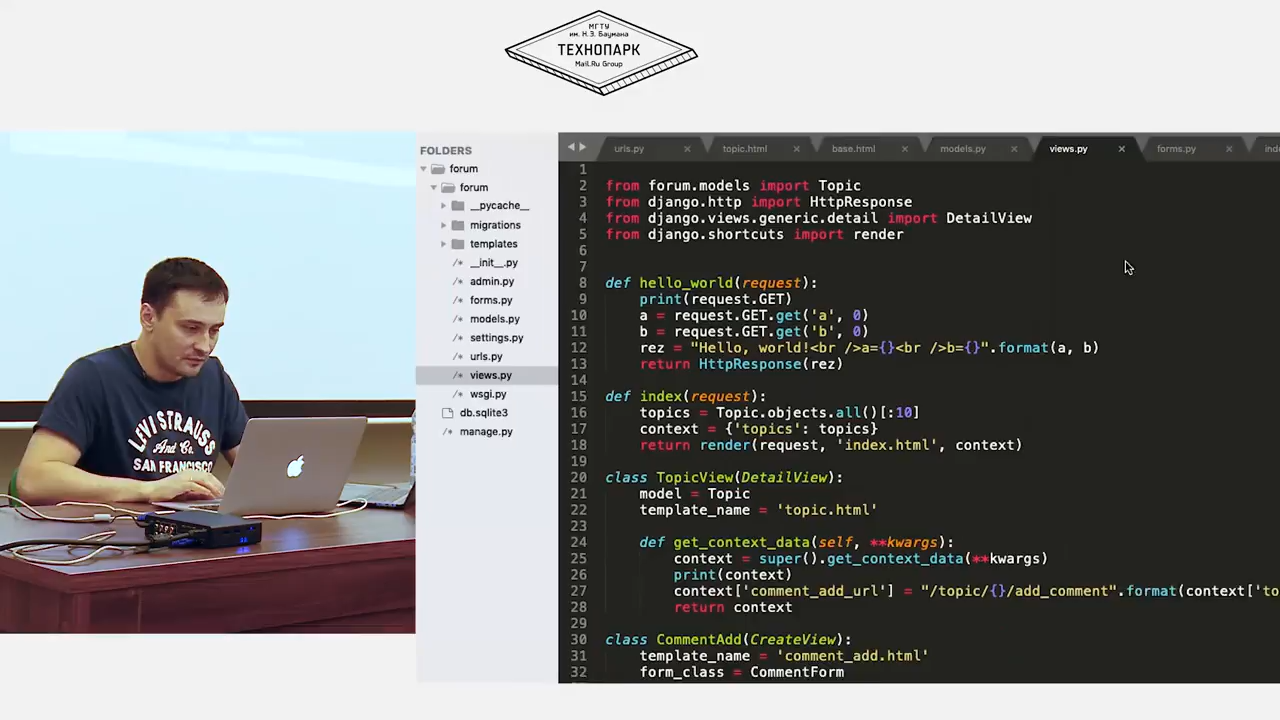 МГТУ
им. Н.Э. Баумана
ТЕХНОПАРК
Mail.Ru Group
FOLDERS
forum
forum
__pycache__
migrations
templates
/* __init__.py
/* admin.py
/* forms.py
/* models.py
/* settings.py
/* urls.py
/* views.py
/* wsgi.py
db.sqlite3
manage.py
urls.py × topic.html × base.html × models.py × views.py × forms.py × ind
1
2 from forum.models import Topic
3 from django.http import HttpResponse
4 from django.views.generic.detail import DetailView
5 from django.shortcuts import render
6
7
8 def hello_world(request):
9 print(request.GET)
10 a = request.GET.get('a', 0)
11 b = request.GET.get('b', 0)
12 rez = "Hello, world!<br />a={}<br />b={}".format(a, b)
13 return HttpResponse(rez)
14
15 def index(request):
16 topics = Topic.objects.all()[:10]
17 context = {'topics': topics}
18 return render(request, 'index.html', context)
19
20 class TopicView(DetailView):
21 model = Topic
22 template_name = 'topic.html'
23
24 def get_context_data(self, **kwargs):
25 context = super().get_context_data(**kwargs)
26 print(context)
27 context['comment_add_url'] = "/topic/{}/add_comment".format(context['to
28 return context
29
30 class CommentAdd(CreateView):
31 template_name = 'comment_add.html'
32 form_class = CommentForm
LEVI STRAUSS
And Co.
SAN FRANCISCO